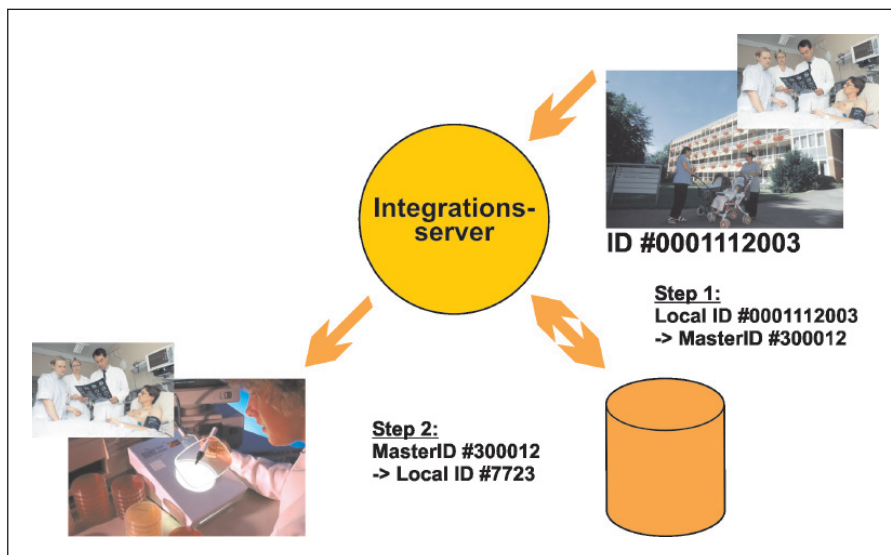 Integrations-
server
ID #0001112003
Step 1:
Local ID #0001112003
-> MasterID #300012
Step 2:
MasterID #300012
-> Local ID #7723